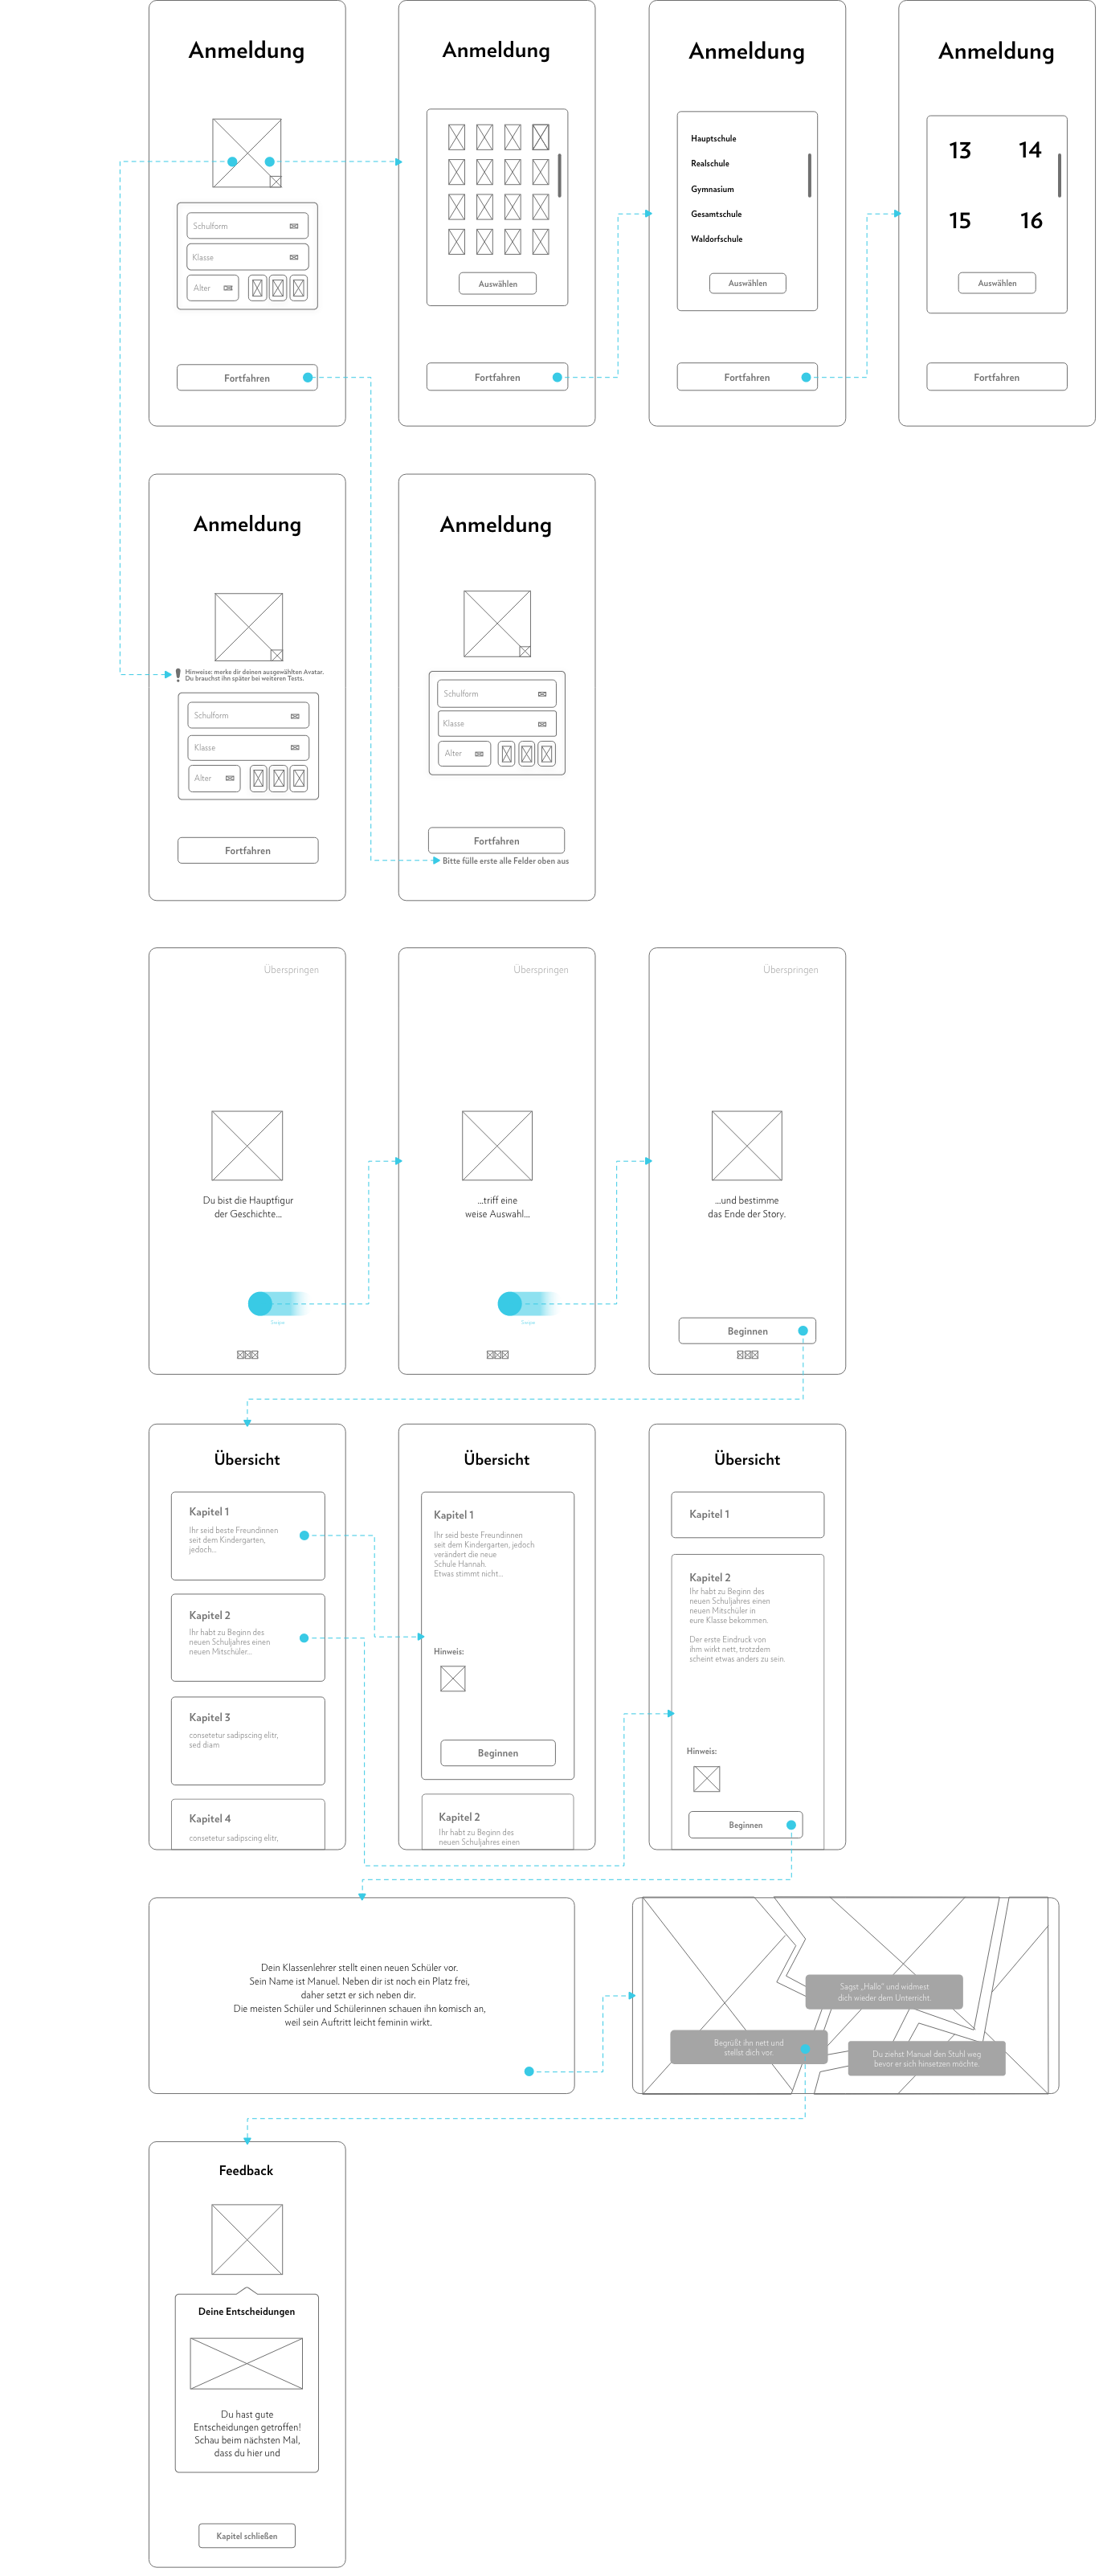 Anmeldung
Schulform
Klasse
Alter
Fortfahren
Anmeldung
Auswählen
Fortfahren
Anmeldung
Hauptschule
Realschule
Gymnasium
Gesamtschule
Waldorfschule
Auswählen
Fortfahren
Anmeldung
13 14
15 16
Auswählen
Fortfahren
Anmeldung
Hinweise: merke dir deinen ausgewählten Avatar.
Du brauchst ihn später bei weiteren Tests.
Schulform
Klasse
Alter
Fortfahren
Anmeldung
Schulform
Klasse
Alter
Fortfahren
Bitte fülle erste alle Felder oben aus
Überspringen
Du bist die Hauptfigur
der Geschichte...
Swipe
Überspringen
...triff eine
weise Auswahl...
Swipe
Überspringen
...und bestimme
das Ende der Story.
Beginnen
Übersicht
Kapitel 1
Ihr seid beste Freundinnen
seit dem Kindergarten,
jedoch...
Kapitel 2
Ihr habt zu Beginn des
neuen Schuljahres einen
neuen Mitschüler...
Kapitel 3
consetetur sadipscing elitr,
sed diam
Kapitel 4
consetetur sadipscing elitr,
Übersicht
Kapitel 1
Ihr seid beste Freundinnen
seit dem Kindergarten, jedoch
verändert die neue
Schule Hannah.
Etwas stimmt nicht...
Hinweis:
Beginnen
Kapitel 2
Ihr habt zu Beginn des
neuen Schuljahres einen
Übersicht
Kapitel 1
Kapitel 2
Ihr habt zu Beginn des
neuen Schuljahres einen
neuen Mitschüler in
eure Klasse bekommen.
Der erste Eindruck von
ihm wirkt nett, trotzdem
scheint etwas anders zu sein.
Hinweis:
Beginnen
Dein Klassenlehrer stellt einen neuen Schüler vor.
Sein Name ist Manuel. Neben dir ist noch ein Platz frei,
daher setzt er sich neben dir.
Die meisten Schüler und Schülerinnen schauen ihn komisch an,
weil sein Auftritt leicht feminin wirkt.
Sagst „Hallo" und widmest
dich wieder dem Unterricht.
Begrüßt ihn nett und
stellst dich vor.
Du ziehst Manuel den Stuhl weg
bevor er sich hinsetzen möchte.
Feedback
Deine Entscheidungen
Du hast gute
Entscheidungen getroffen!
Schau beim nächsten Mal,
dass du hier und
Kapitel schließen